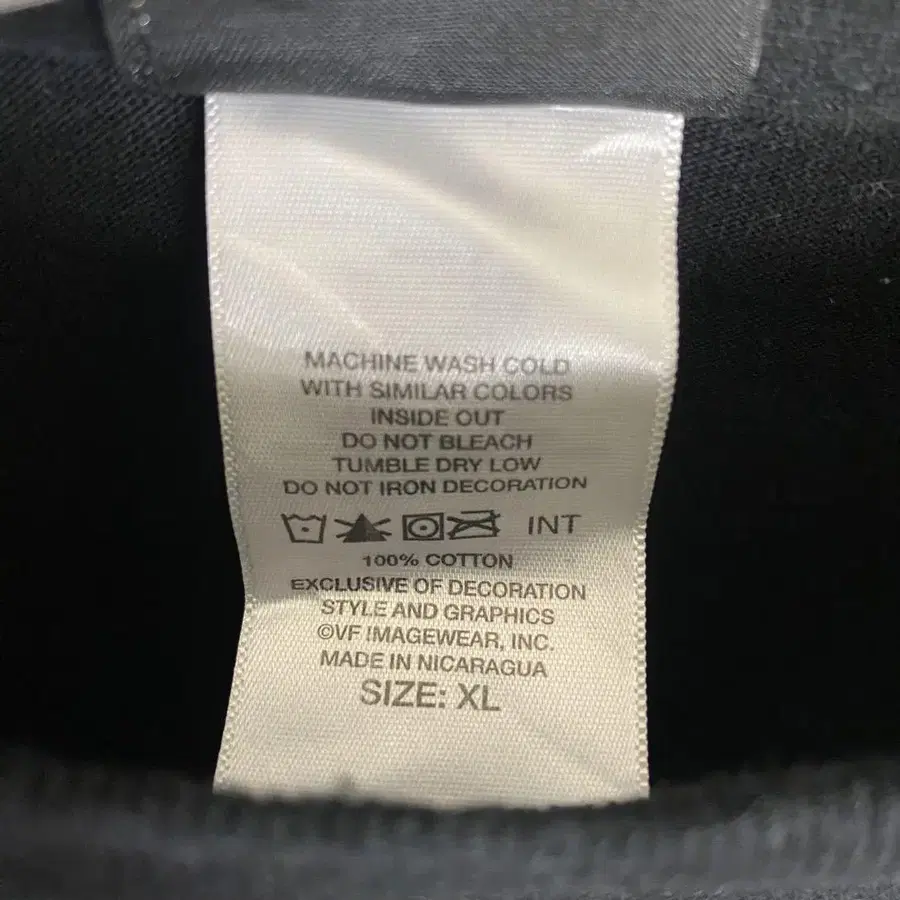 MACHINE WASH COLD
WITH SIMILAR COLORS
INSIDE OUT
DO NOT BLEACH
TUMBLE DRY LOW
DO NOT IRON DECORATION
INT
100% COTTON
EXCLUSIVE OF DECORATION
STYLE AND GRAPHICS
©VF IMAGEWEAR, INC.
MADE IN NICARAGUA
SIZE: XL